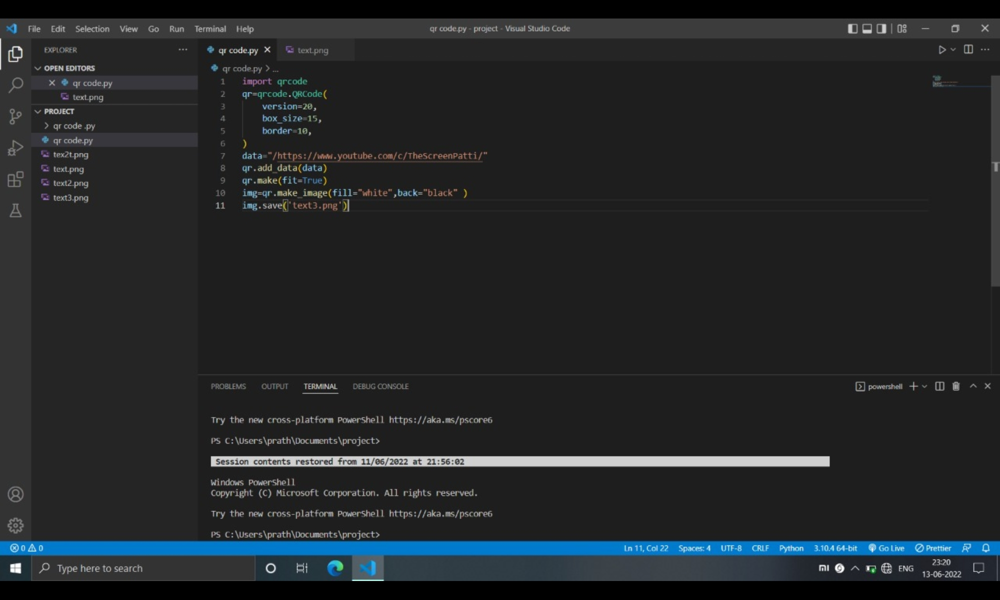 File Edit Selection View Go Run Terminal Help
qr code.py - project - Visual Studio Code
EXPLORER
OPEN EDITORS
qr code.py
text.png
PROJECT
qr code .py
qr code.py
tex2t.png
text.png
text2.png
text3.png
qr code.py
text.png
qr code.py > ...
1 import qrcode
2 qr=qrcode.QRCode(
3 version=20,
4 box_size=15,
5 border=10,
6 )
7 data="/https://www.youtube.com/c/TheScreenPatti/"
8 qr.add_data(data)
9 qr.make(fit=True)
10 img=qr.make_image(fill="white",back="black" )
11 img.save('text3.png')
PROBLEMS OUTPUT TERMINAL DEBUG CONSOLE
powershell
Try the new cross-platform PowerShell https://aka.ms/pscore6
PS C:\Users\prath\Documents\project>
Session contents restored from 11/06/2022 at 21:56:02
Windows PowerShell
Copyright (C) Microsoft Corporation. All rights reserved.
Try the new cross-platform PowerShell https://aka.ms/pscore6
PS C:\Users\prath\Documents\project>
0 0 Ln 11, Col 22 Spaces: 4 UTF-8 CRLF Python 3.10.4 64-bit Go Live Prettier
Type here to search
mi
ENG
23:20
13-06-2022